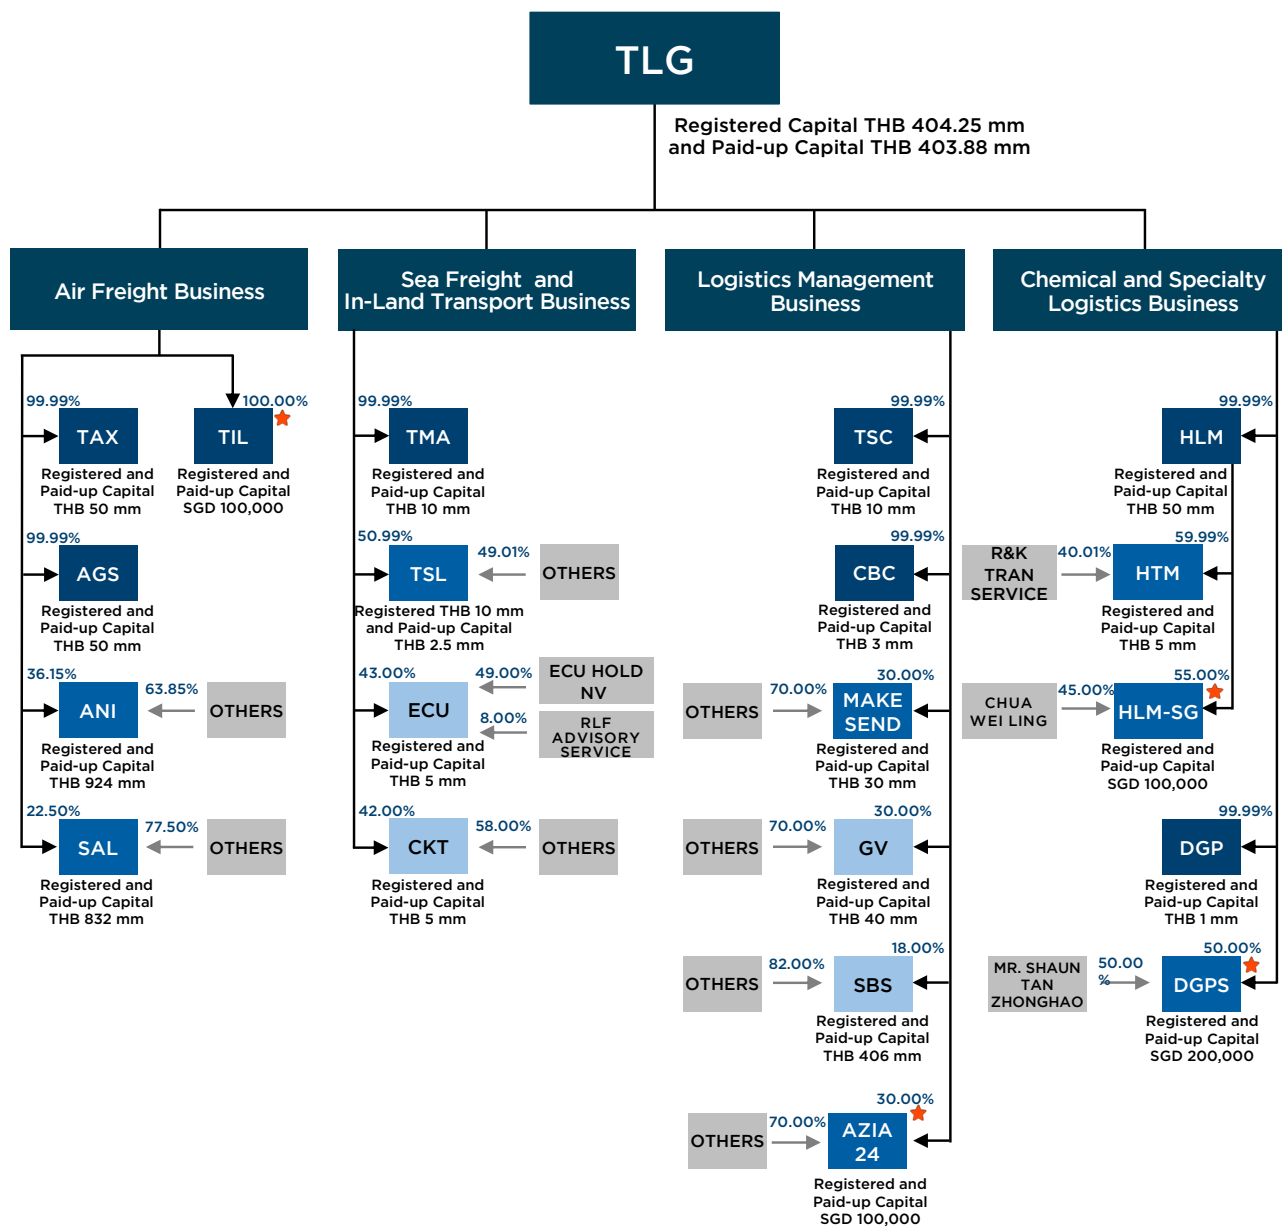 TLG
Registered Capital THB 404.25 mm
and Paid-up Capital THB 403.88 mm
Air Freight Business
99.99%
TAX
Registered and
Paid-up Capital
THB 50 mm
100.00%
TIL
Registered and
Paid-up Capital
SGD 100,000
99.99%
AGS
Registered and
Paid-up Capital
THB 50 mm
36.15%
ANI
63.85%
OTHERS
Registered and
Paid-up Capital
THB 924 mm
22.50%
SAL
77.50%
OTHERS
Registered and
Paid-up Capital
THB 832 mm
Sea Freight and
In-Land Transport Business
99.99%
TMA
Registered and
Paid-up Capital
THB 10 mm
50.99%
TSL
49.01%
OTHERS
Registered THB 10 mm
and Paid-up Capital
THB 2.5 mm
43.00%
ECU
49.00%
ECU HOLD
NV
8.00%
RLF
ADVISORY
SERVICE
Registered and
Paid-up Capital
THB 5 mm
42.00%
CKT
58.00%
OTHERS
Registered and
Paid-up Capital
THB 5 mm
Logistics Management
Business
99.99%
TSC
Registered and
Paid-up Capital
THB 10 mm
99.99%
CBC
Registered and
Paid-up Capital
THB 3 mm
30.00%
MAKE
SEND
70.00%
OTHERS
Registered and
Paid-up Capital
THB 30 mm
30.00%
GV
70.00%
OTHERS
Registered and
Paid-up Capital
THB 40 mm
18.00%
SBS
82.00%
OTHERS
Registered and
Paid-up Capital
THB 406 mm
30.00%
AZIA
24
70.00%
OTHERS
Registered and
Paid-up Capital
SGD 100,000
Chemical and Specialty
Logistics Business
99.99%
HLM
Registered and
Paid-up Capital
THB 50 mm
59.99%
HTM
40.01%
R&K
TRAN
SERVICE
Registered and
Paid-up Capital
THB 5 mm
55.00%
HLM-SG
45.00%
CHUA
WEI LING
Registered and
Paid-up Capital
SGD 100,000
99.99%
DGP
Registered and
Paid-up Capital
THB 1 mm
50.00%
DGPS
50.00
%
MR. SHAUN
TAN
ZHONGHAO
Registered and
Paid-up Capital
SGD 200,000